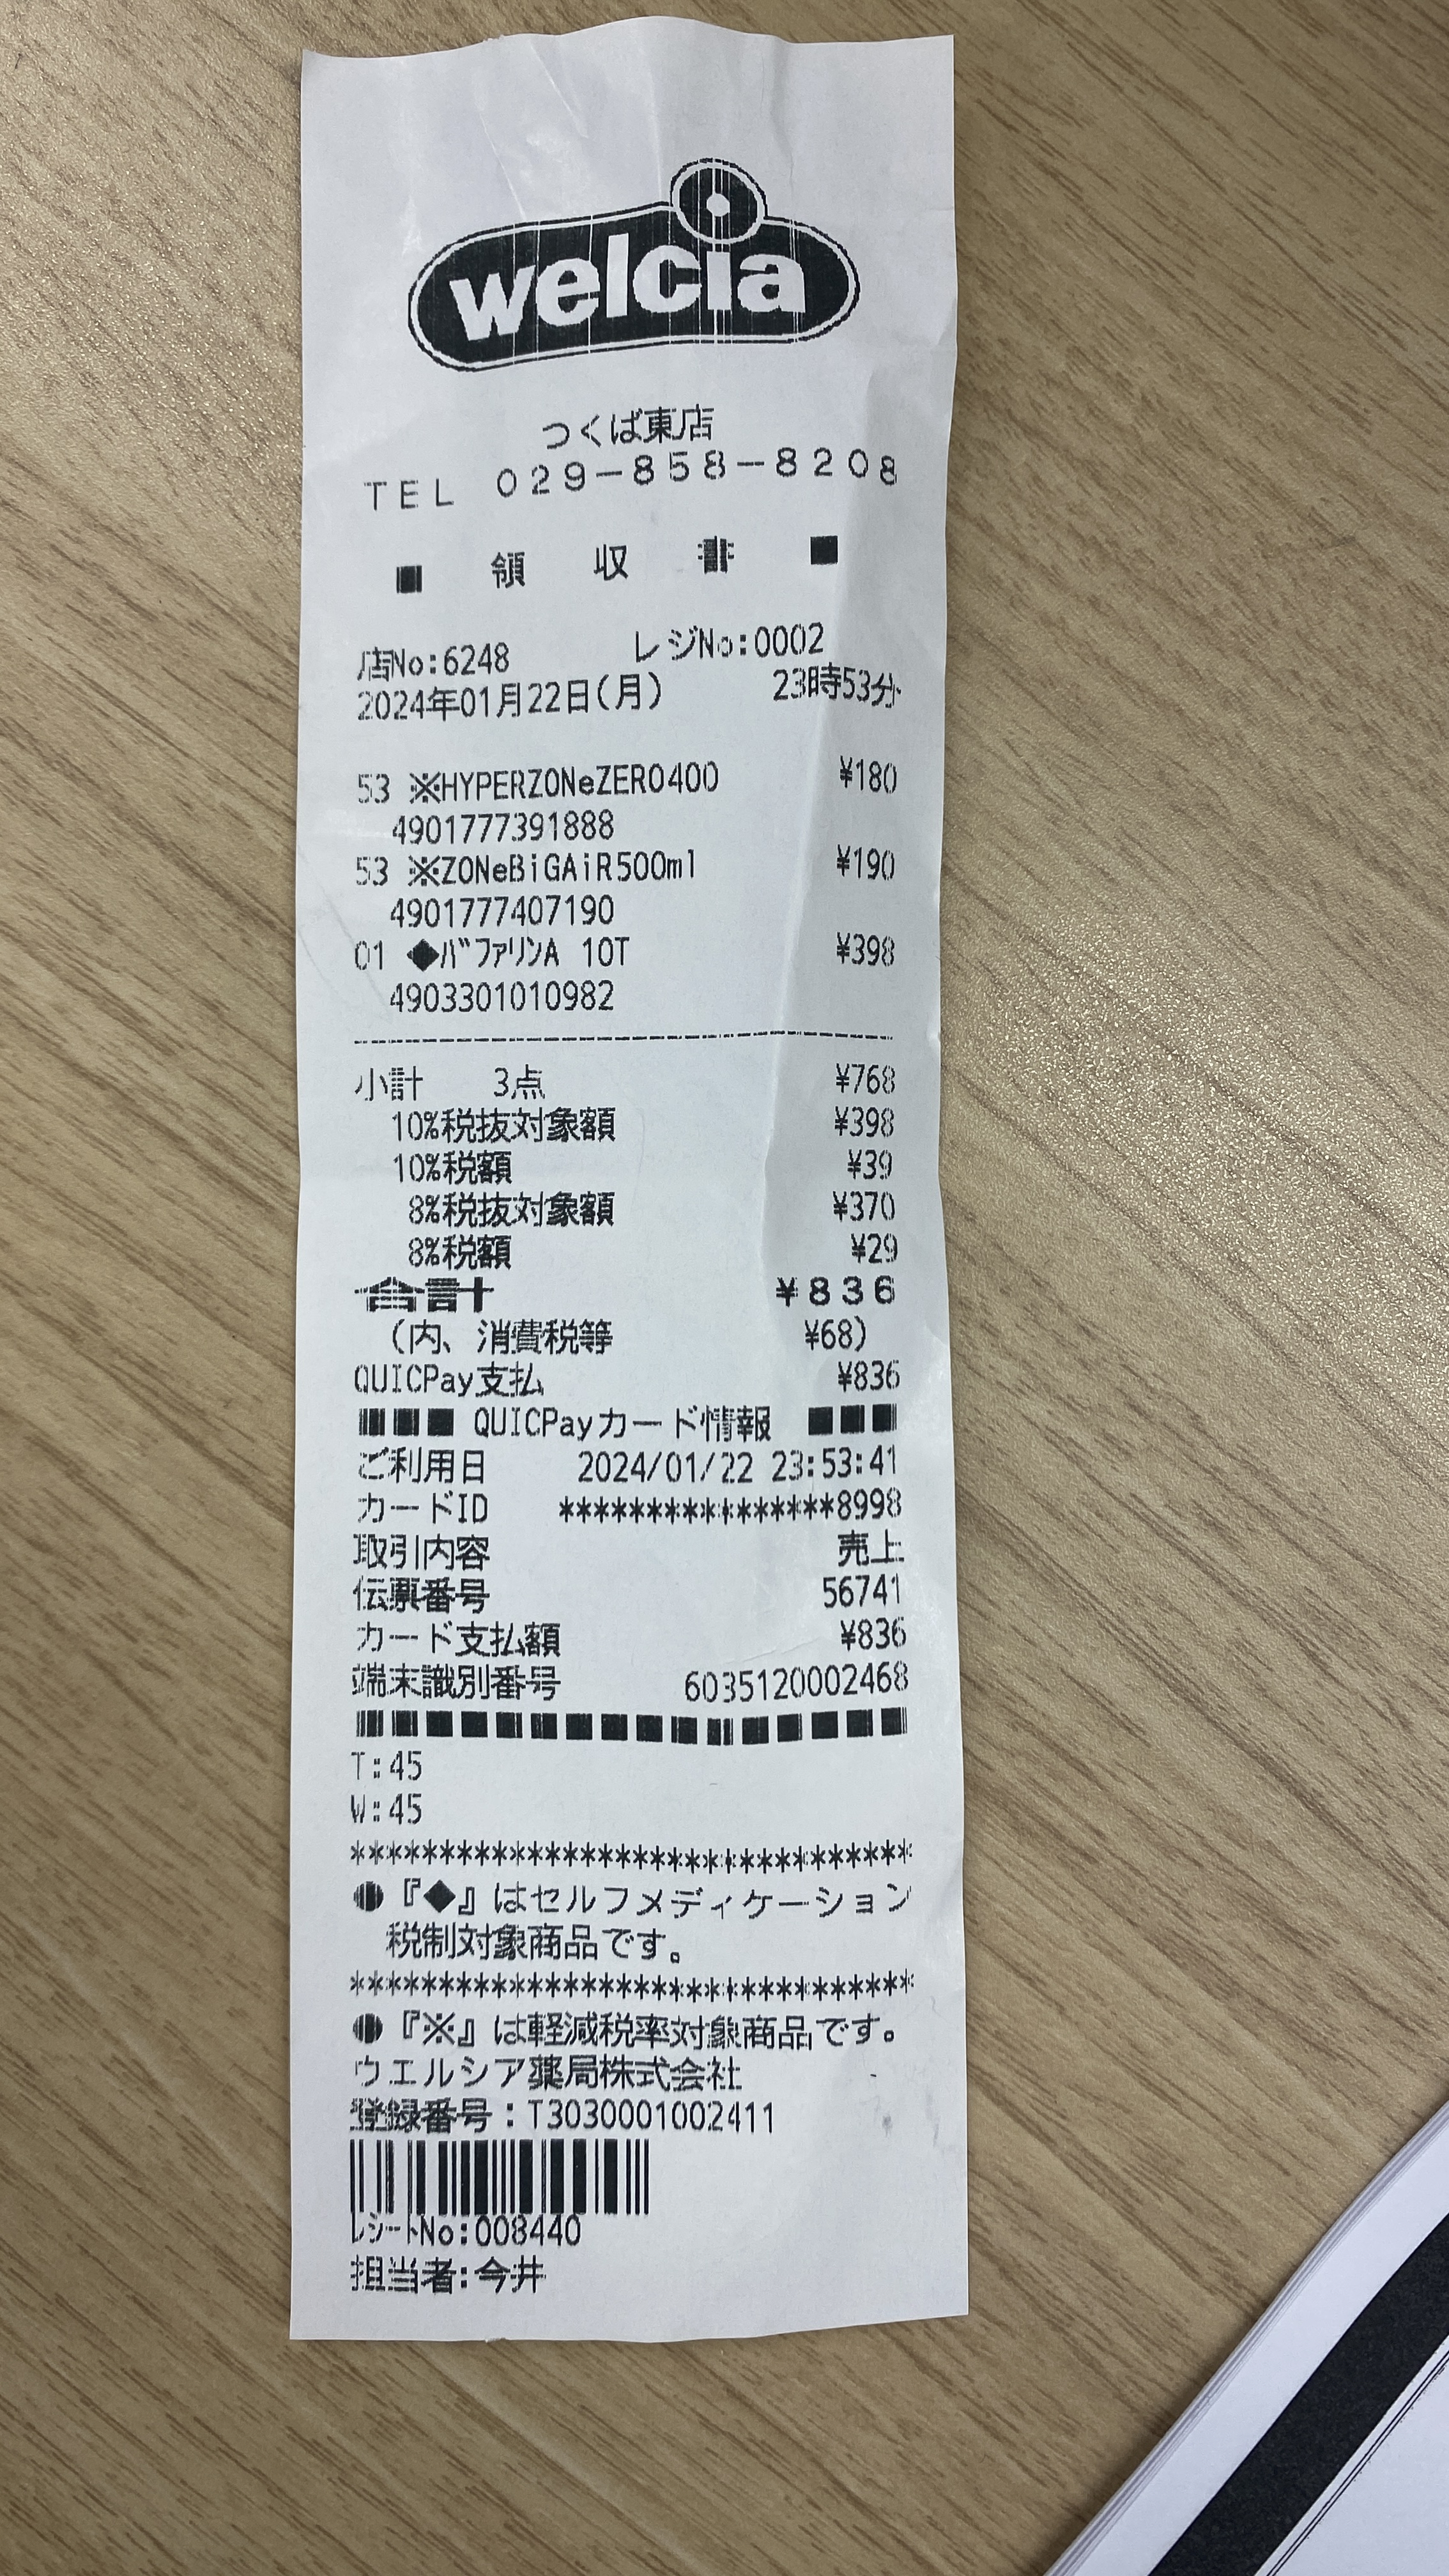 welcia
つくば東店
TEL 029-858-8208
■ 領 収 書 ■
店No:6248 レジNo:0002
2024年01月22日(月) 23時53分
53 ※HYPERZONeZERO400 ¥180
4901777391888
53 ※ZONeBiGAiR500ml ¥190
4901777407190
01 ◆ﾊﾞﾌｧﾘﾝA 10T ¥398
4903301010982
小計 3点 ¥768
10%税抜対象額 ¥398
10%税額 ¥39
8%税抜対象額 ¥370
8%税額 ¥29
合計 ¥836
(内、消費税等 ¥68)
QUICPay支払 ¥836
■■■ QUICPayカード情報 ■■■
ご利用日 2024/01/22 23:53:41
カードID ****************8998
取引内容 売上
伝票番号 56741
カード支払額 ¥836
端末識別番号 6035120002468
■■■■■■■■■■■■■■■■
T:45
W:45
********************************
●『◆』はセルフメディケーション
税制対象商品です。
********************************
●『※』は軽減税率対象商品です。
ウエルシア薬局株式会社
登録番号：T3030001002411
ﾚｼｰﾄNo:008440
担当者:今井